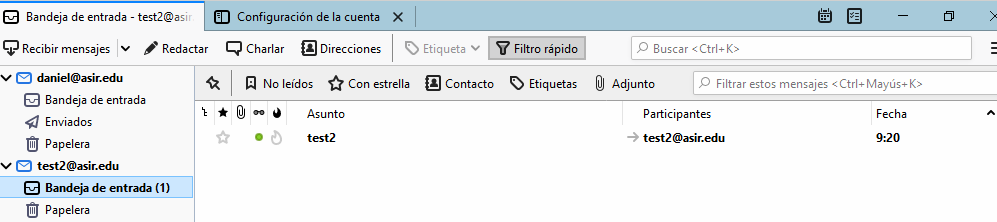 Bandeja de entrada - test2@asir. Configuración de la cuenta
Recibir mensajes Redactar Charlar Direcciones Etiqueta Filtro rápido Buscar <Ctrl+K>
daniel@asir.edu
Bandeja de entrada
Enviados
Papelera
test2@asir.edu
Bandeja de entrada (1)
Papelera
No leídos Con estrella Contacto Etiquetas Adjunto Filtrar estos mensajes <Ctrl+Mayús+K>
Asunto Participantes Fecha
test2 test2@asir.edu 9:20